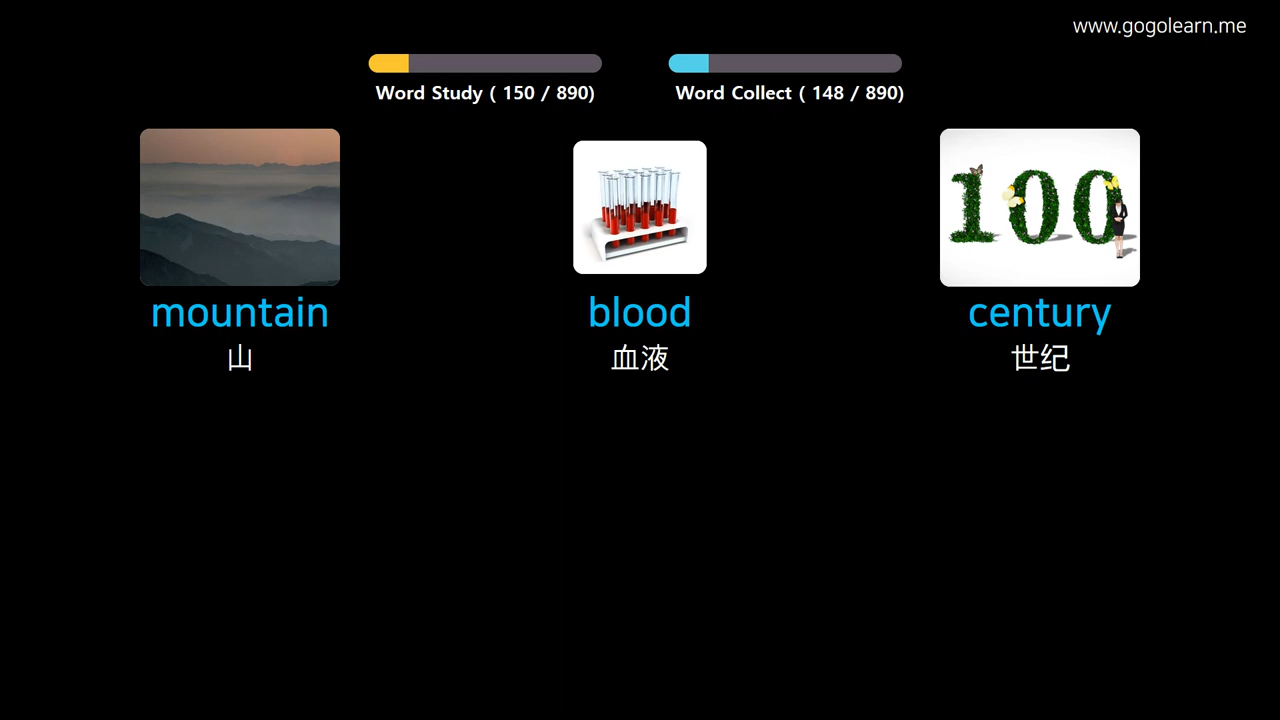 www.gogolearn.me
Word Study ( 150 / 890)
Word Collect ( 148 / 890)
100
mountain
山
blood
血液
century
世纪